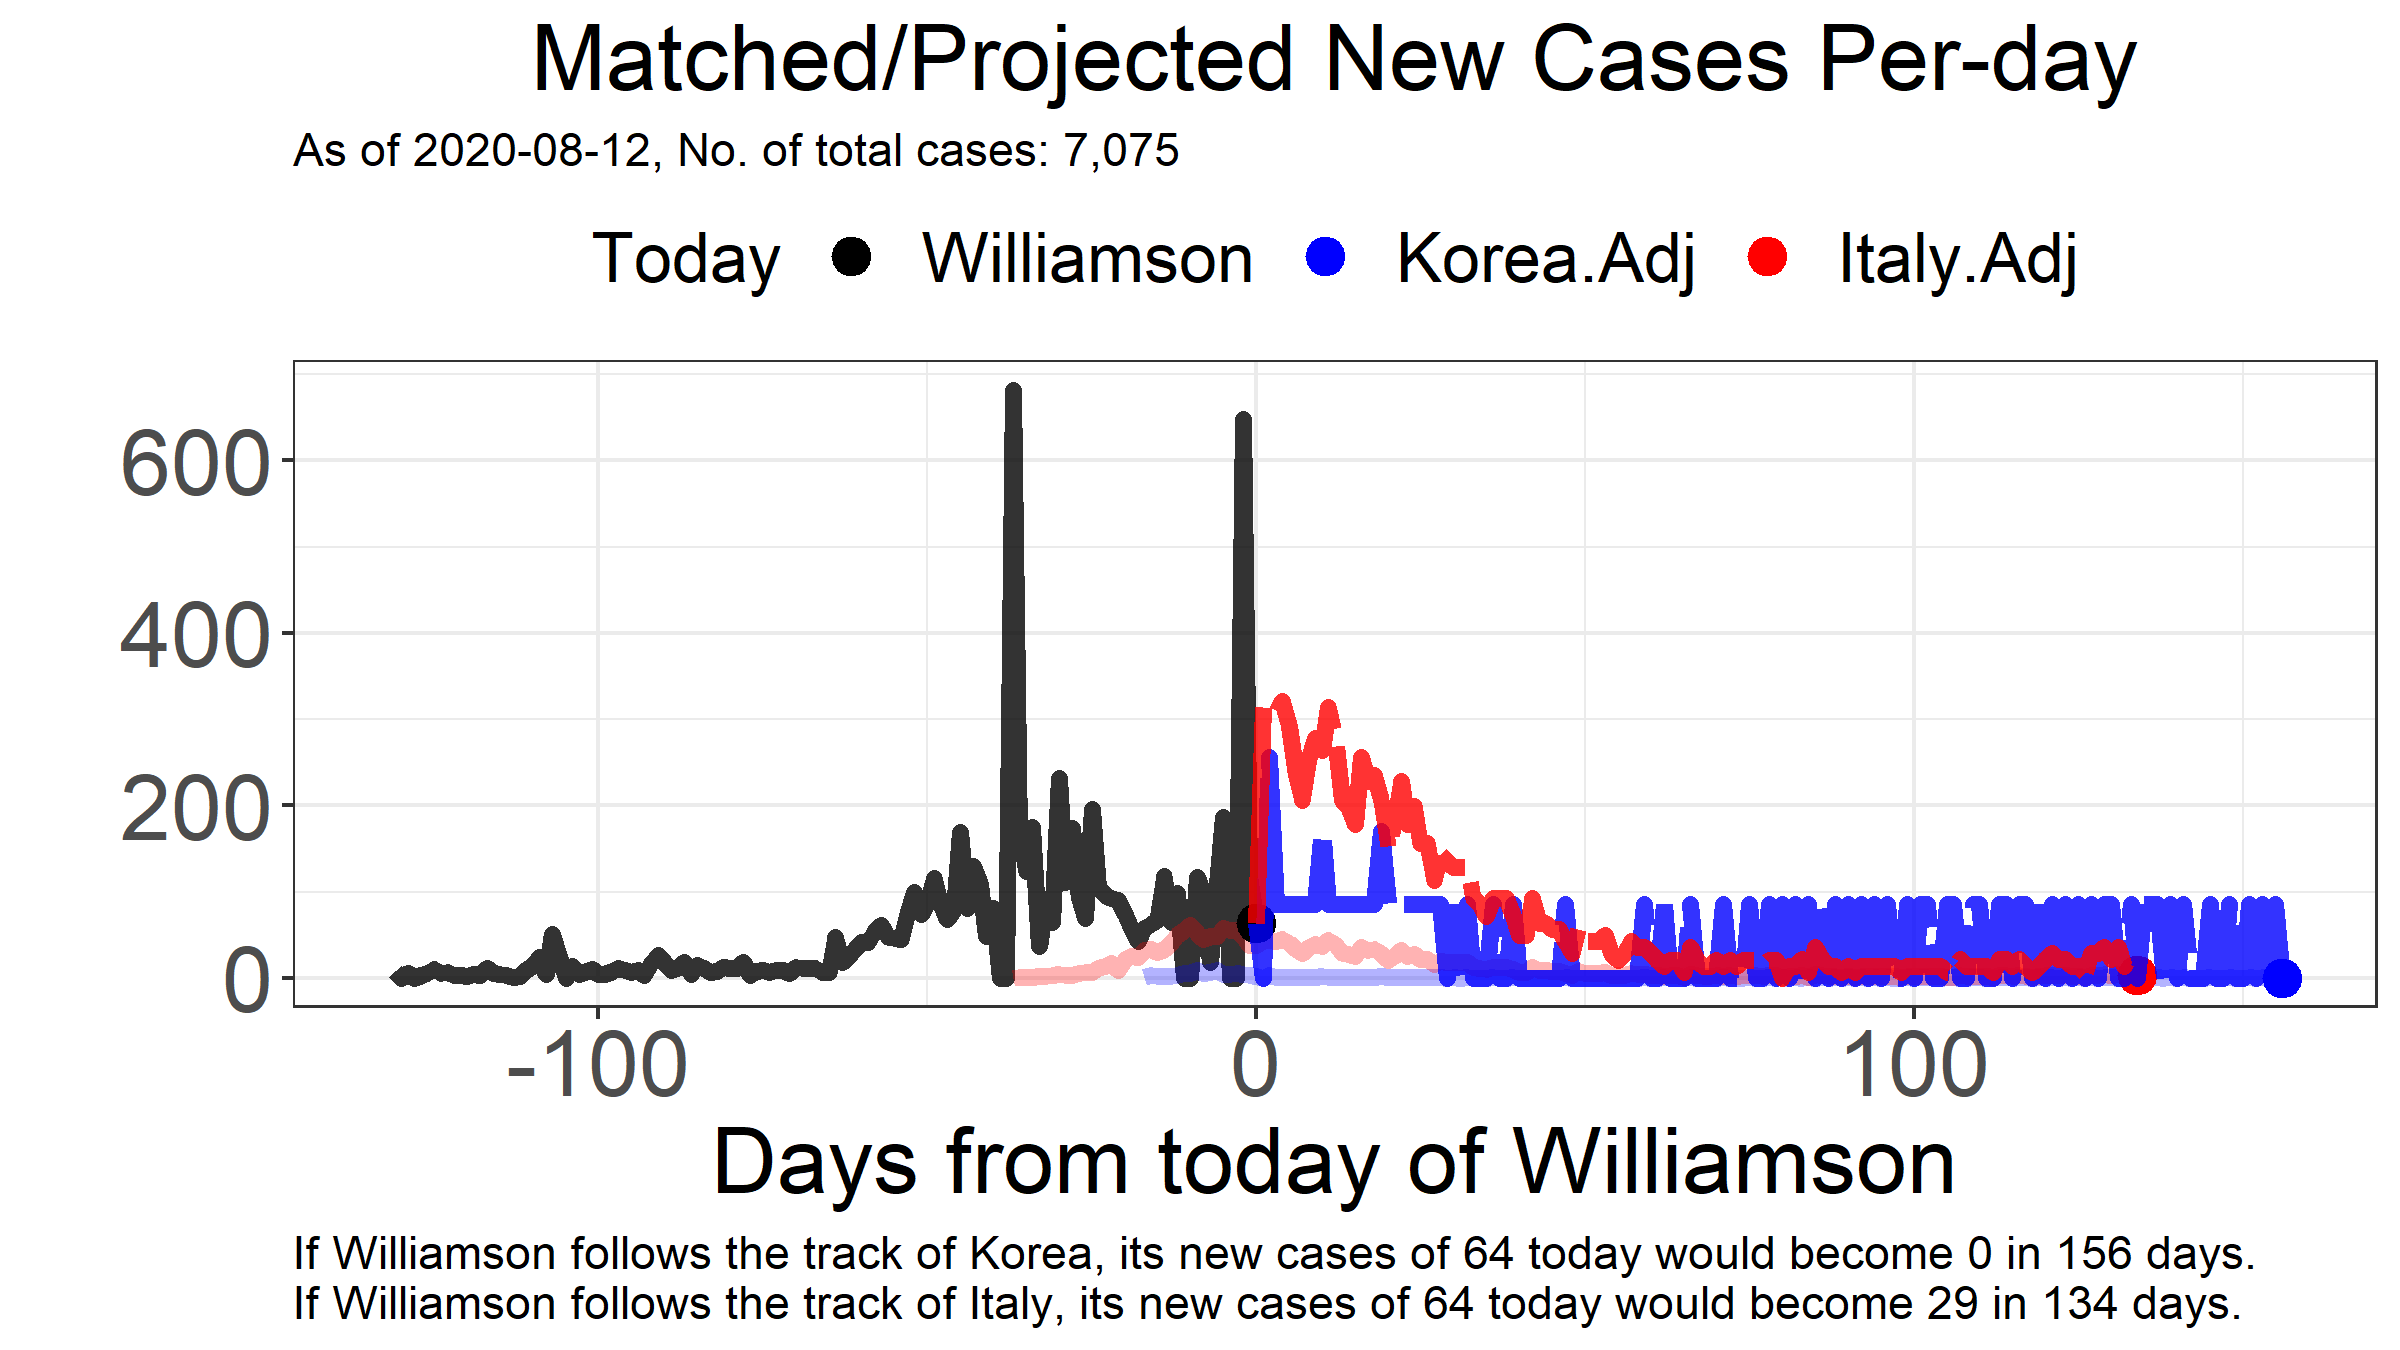 Matched/Projected New Cases Per-day
As of 2020-08-12, No. of total cases: 7,075
Today Williamson Korea.Adj Italy.Adj
600
400
200
0
-100 0 100
Days from today of Williamson
If Williamson follows the track of Korea, its new cases of 64 today would become 0 in 156 days.
If Williamson follows the track of Italy, its new cases of 64 today would become 29 in 134 days.